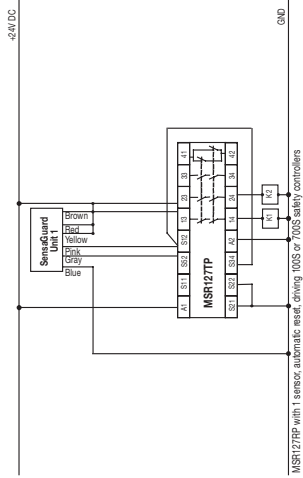 +24V DC
GND
SensaGuard
Unit 1
Brown
Red
Yellow
Pink
Gray
Blue
A1 S11 S52 S12 13 23 33 41
MSR127TP
S21 S22 S34 A2 14 24 34 42
K1 K2
MSR127RP with 1 sensor, automatic reset, driving 100S or 700S safety controllers